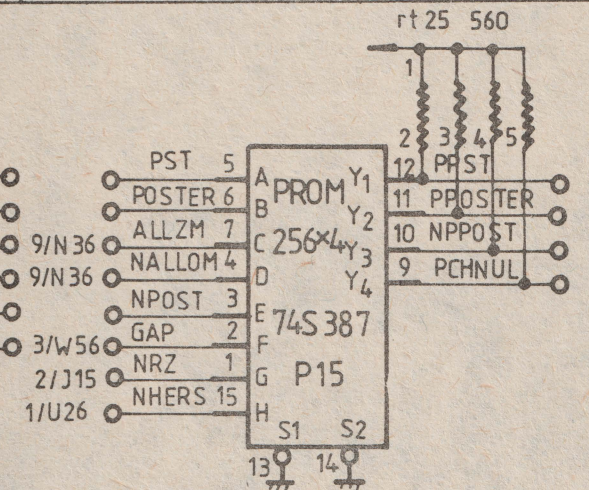 rt 25 560
1
2 3 4 5
PST 5 A PROM Y1 12 PPST
POSTER 6 B Y2 11 PPOSTER
9/N36 ALLZM 7 C 256×4 Y3 10 NPPOST
9/N36 NALLOM 4 D Y4 9 PCHNUL
NPOST 3 E 74S387
3/W56 GAP 2 F
2/J15 NRZ 1 G P15
1/U26 NHERS 15 H
S1 S2
13 14